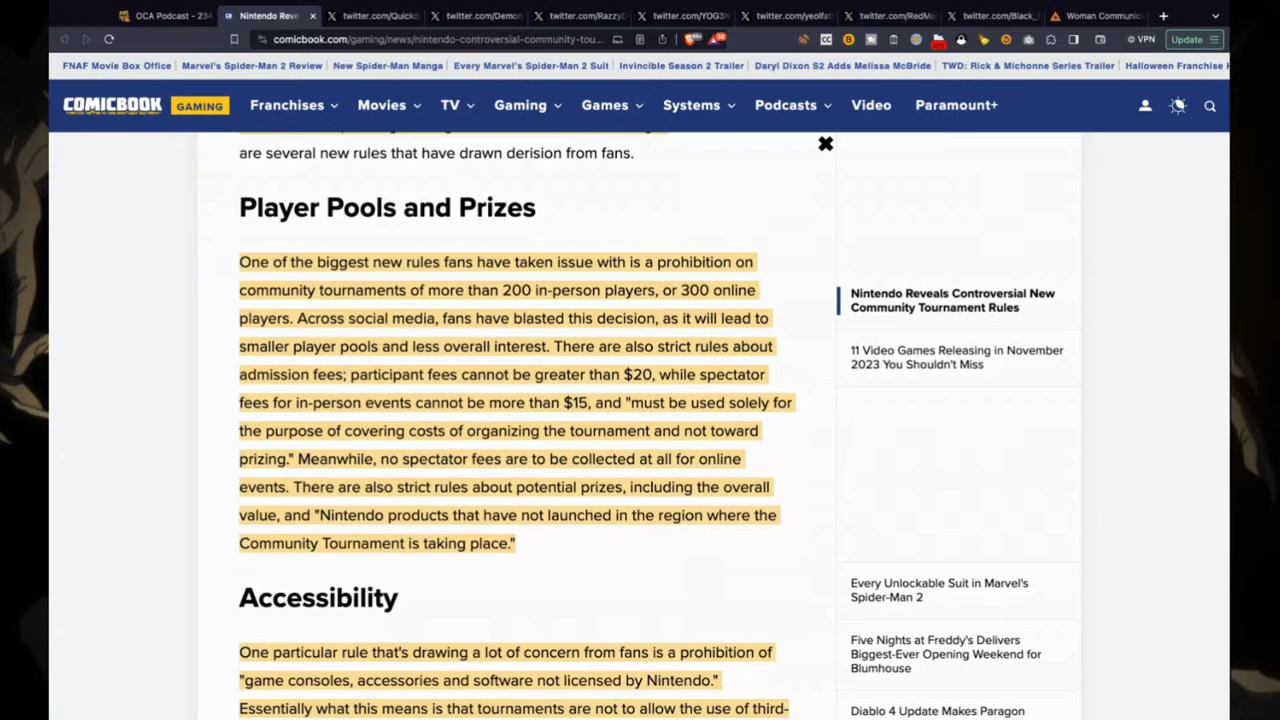 OCA Podcast - 234
Nintendo Reve
twitter.com/Quickd
twitter.com/Demon
twitter.com/RazzyD
twitter.com/YOG3N
twitter.com/yeolfat
twitter.com/RedMa
twitter.com/Black_
Woman Communic
comicbook.com/gaming/news/nintendo-controversial-community-tou...
VPN
Update
FNAF Movie Box Office Marvel's Spider-Man 2 Review New Spider-Man Manga Every Marvel's Spider-Man 2 Suit Invincible Season 2 Trailer Daryl Dixon S2 Adds Melissa McBride TWD: Rick & Michonne Series Trailer Halloween Franchise
COMICBOOK GAMING Franchises Movies TV Gaming Games Systems Podcasts Video Paramount+
are several new rules that have drawn derision from fans.
Player Pools and Prizes
One of the biggest new rules fans have taken issue with is a prohibition on
community tournaments of more than 200 in-person players, or 300 online
players. Across social media, fans have blasted this decision, as it will lead to
smaller player pools and less overall interest. There are also strict rules about
admission fees; participant fees cannot be greater than $20, while spectator
fees for in-person events cannot be more than $15, and "must be used solely for
the purpose of covering costs of organizing the tournament and not toward
prizing." Meanwhile, no spectator fees are to be collected at all for online
events. There are also strict rules about potential prizes, including the overall
value, and "Nintendo products that have not launched in the region where the
Community Tournament is taking place."
Accessibility
One particular rule that's drawing a lot of concern from fans is a prohibition of
"game consoles, accessories and software not licensed by Nintendo."
Essentially what this means is that tournaments are not to allow the use of third-
Nintendo Reveals Controversial New
Community Tournament Rules
11 Video Games Releasing in November
2023 You Shouldn't Miss
Every Unlockable Suit in Marvel's
Spider-Man 2
Five Nights at Freddy's Delivers
Biggest-Ever Opening Weekend for
Blumhouse
Diablo 4 Update Makes Paragon